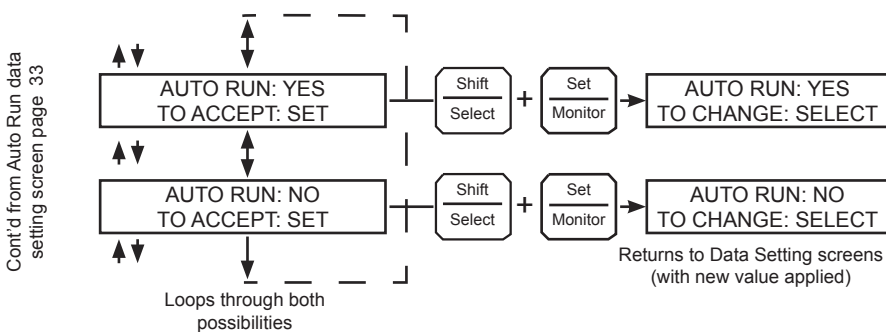 Cont'd from Auto Run data
setting screen page 33
AUTO RUN: YES
TO ACCEPT: SET
Shift
Select
+
Set
Monitor
AUTO RUN: YES
TO CHANGE: SELECT
AUTO RUN: NO
TO ACCEPT: SET
Shift
Select
+
Set
Monitor
AUTO RUN: NO
TO CHANGE: SELECT
Returns to Data Setting screens
(with new value applied)
Loops through both
possibilities